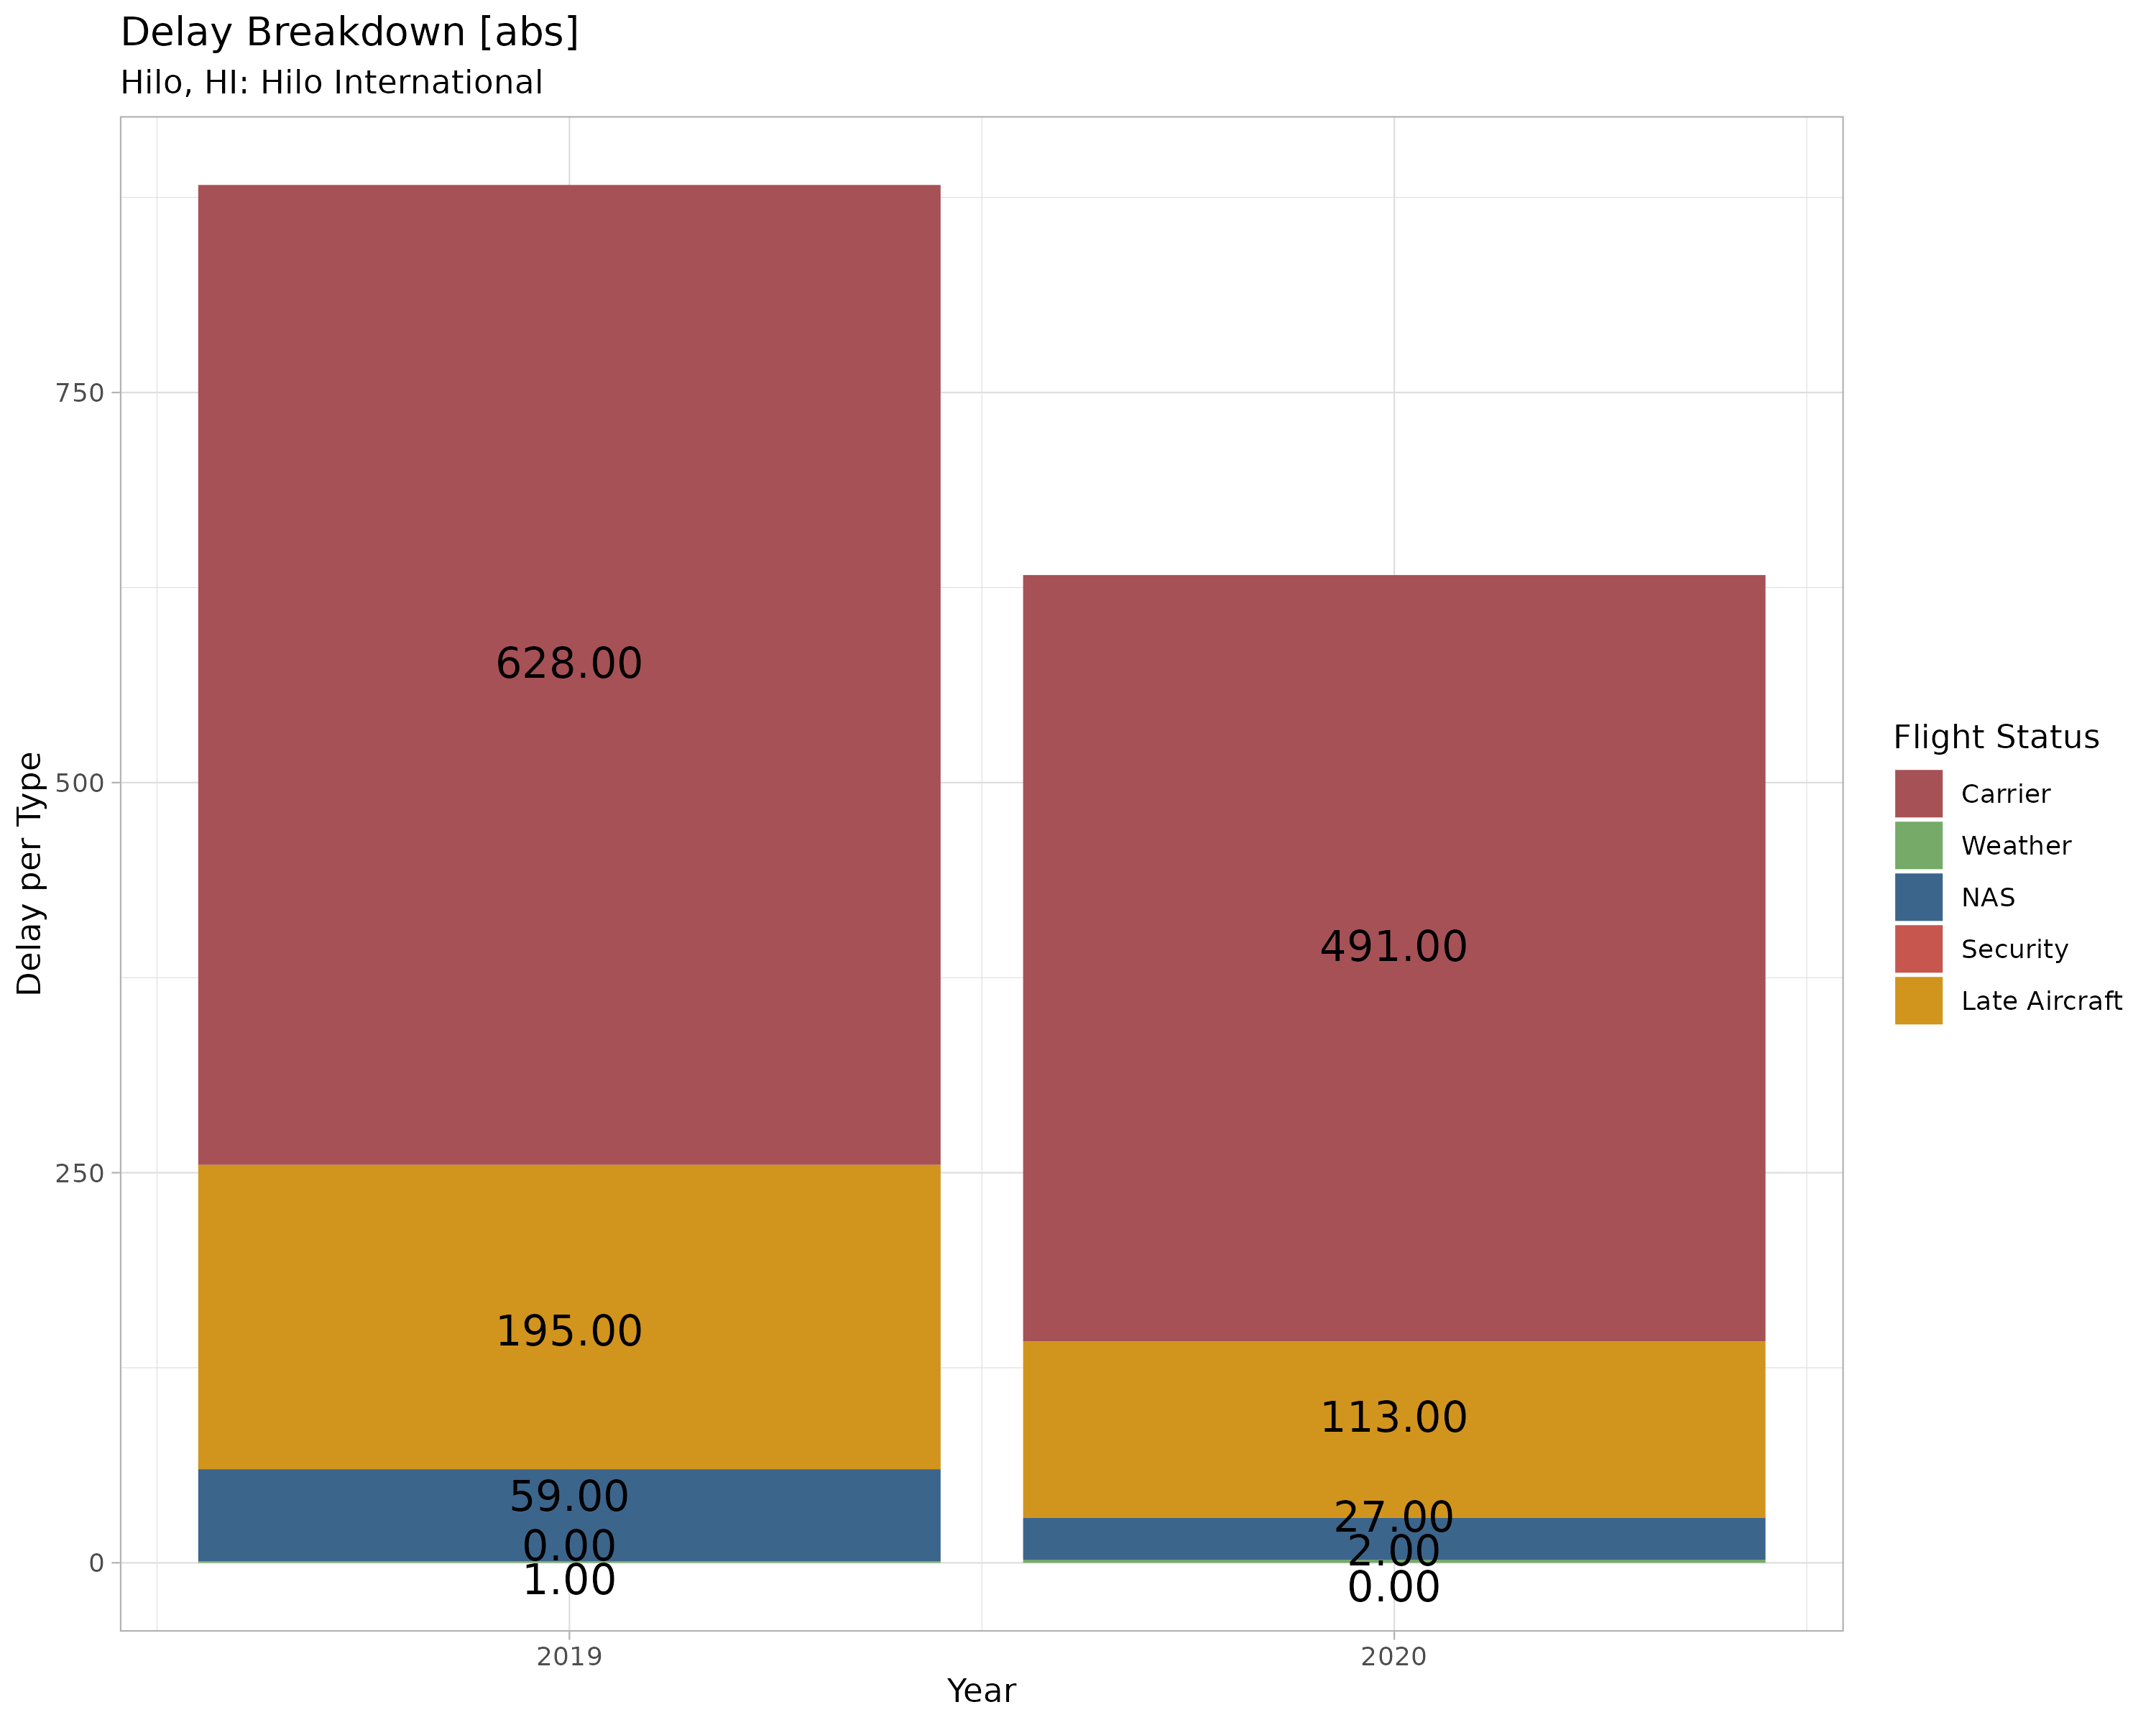 Delay Breakdown [abs]
Hilo, HI: Hilo International
Delay per Type
750
500
250
0
628.00
195.00
59.00
0.00
1.00
491.00
113.00
27.00
2.00
0.00
2019
2020
Year
Flight Status
Carrier
Weather
NAS
Security
Late Aircraft